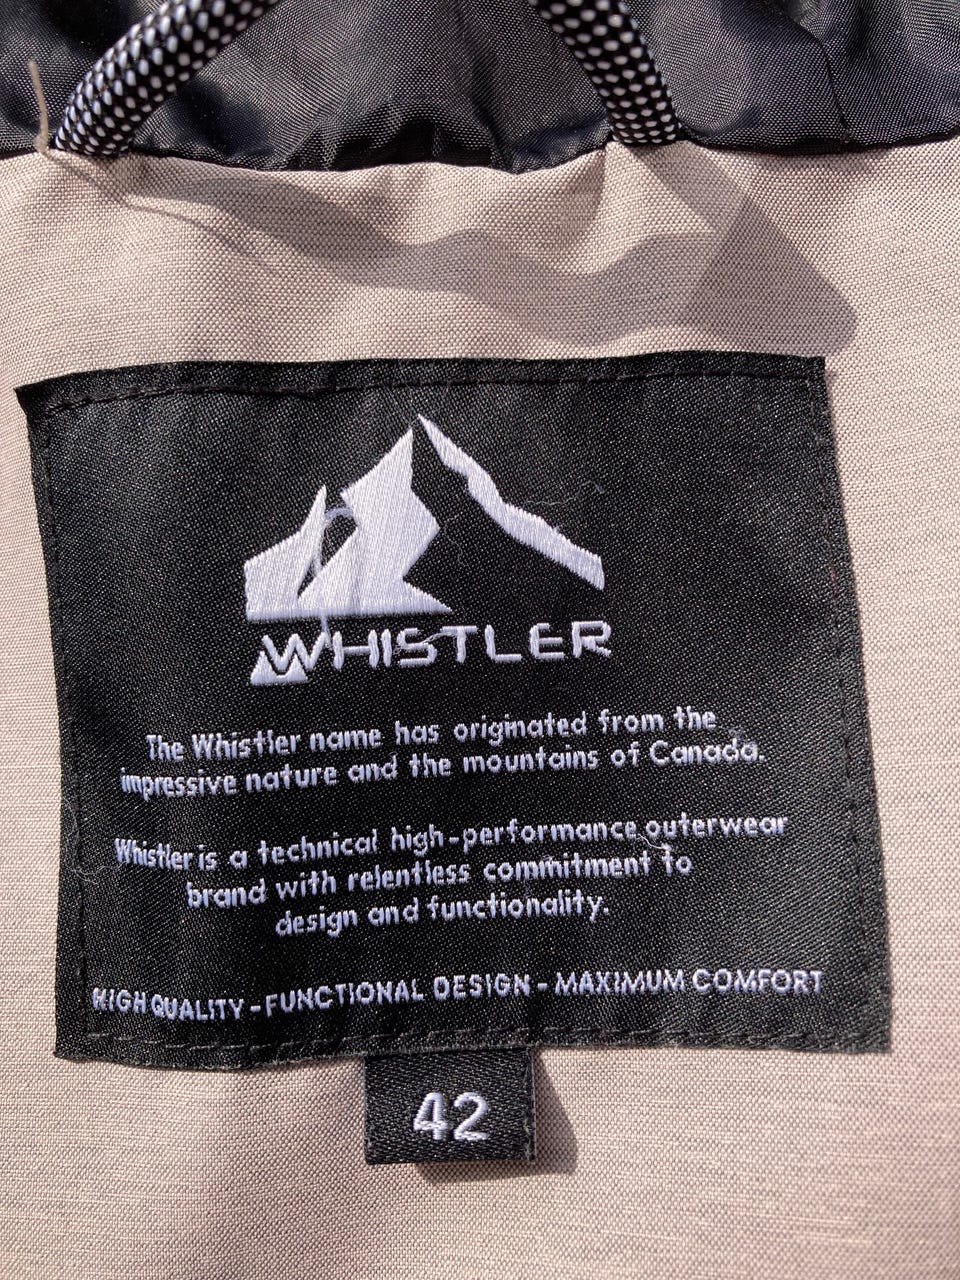 WHISTLER
The Whistler name has originated from the
impressive nature and the mountains of Canada.
Whistler is a technical high-performance outerwear
brand with relentless commitment to
design and functionality.
HIGH QUALITY - FUNCTIONAL DESIGN - MAXIMUM COMFORT
42